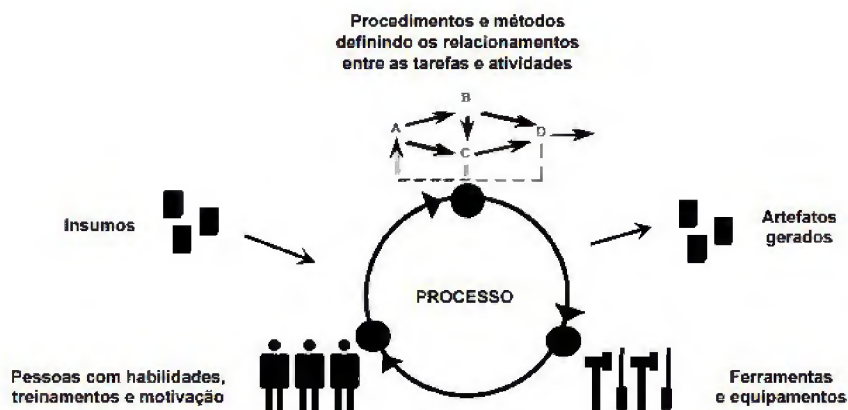 Procedimentos e métodos
definindo os relacionamentos
entre as tarefas e atividades
B
A
D
C
Insumos
Artefatos
gerados
PROCESSO
Pessoas com habilidades,
treinamentos e motivação
Ferramentas
e equipamentos